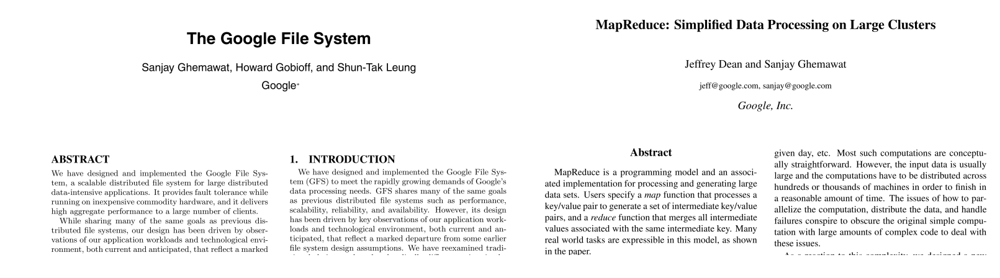 The Google File System
Sanjay Ghemawat, Howard Gobioff, and Shun-Tak Leung
Google*
ABSTRACT
We have designed and implemented the Google File Sys-
tem, a scalable distributed file system for large distributed
data-intensive applications. It provides fault tolerance while
running on inexpensive commodity hardware, and it delivers
high aggregate performance to a large number of clients.
While sharing many of the same goals as previous dis-
tributed file systems, our design has been driven by obser-
vations of our application workloads and technological envi-
ronment, both current and anticipated, that reflect a marked
1. INTRODUCTION
We have designed and implemented the Google File Sys-
tem (GFS) to meet the rapidly growing demands of Google's
data processing needs. GFS shares many of the same goals
as previous distributed file systems such as performance,
scalability, reliability, and availability. However, its design
has been driven by key observations of our application work-
loads and technological environment, both current and an-
ticipated, that reflect a marked departure from some earlier
file system design assumptions. We have reexamined tradi-
MapReduce: Simplified Data Processing on Large Clusters
Jeffrey Dean and Sanjay Ghemawat
jeff@google.com, sanjay@google.com
Google, Inc.
Abstract
MapReduce is a programming model and an associ-
ated implementation for processing and generating large
data sets. Users specify a map function that processes a
key/value pair to generate a set of intermediate key/value
pairs, and a reduce function that merges all intermediate
values associated with the same intermediate key. Many
real world tasks are expressible in this model, as shown
in the paper.
given day, etc. Most such computations are conceptu-
ally straightforward. However, the input data is usually
large and the computations have to be distributed across
hundreds or thousands of machines in order to finish in
a reasonable amount of time. The issues of how to par-
allelize the computation, distribute the data, and handle
failures conspire to obscure the original simple compu-
tation with large amounts of complex code to deal with
these issues.
As a reaction to this complexity, we designed a new